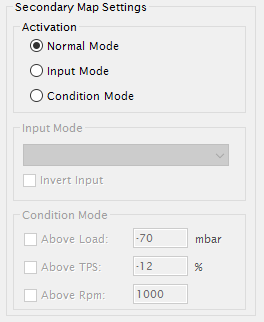 Secondary Map Settings
Activation
Normal Mode
Input Mode
Condition Mode
Input Mode
Invert Input
Condition Mode
Above Load: -70 mbar
Above TPS: -12 %
Above Rpm: 1000